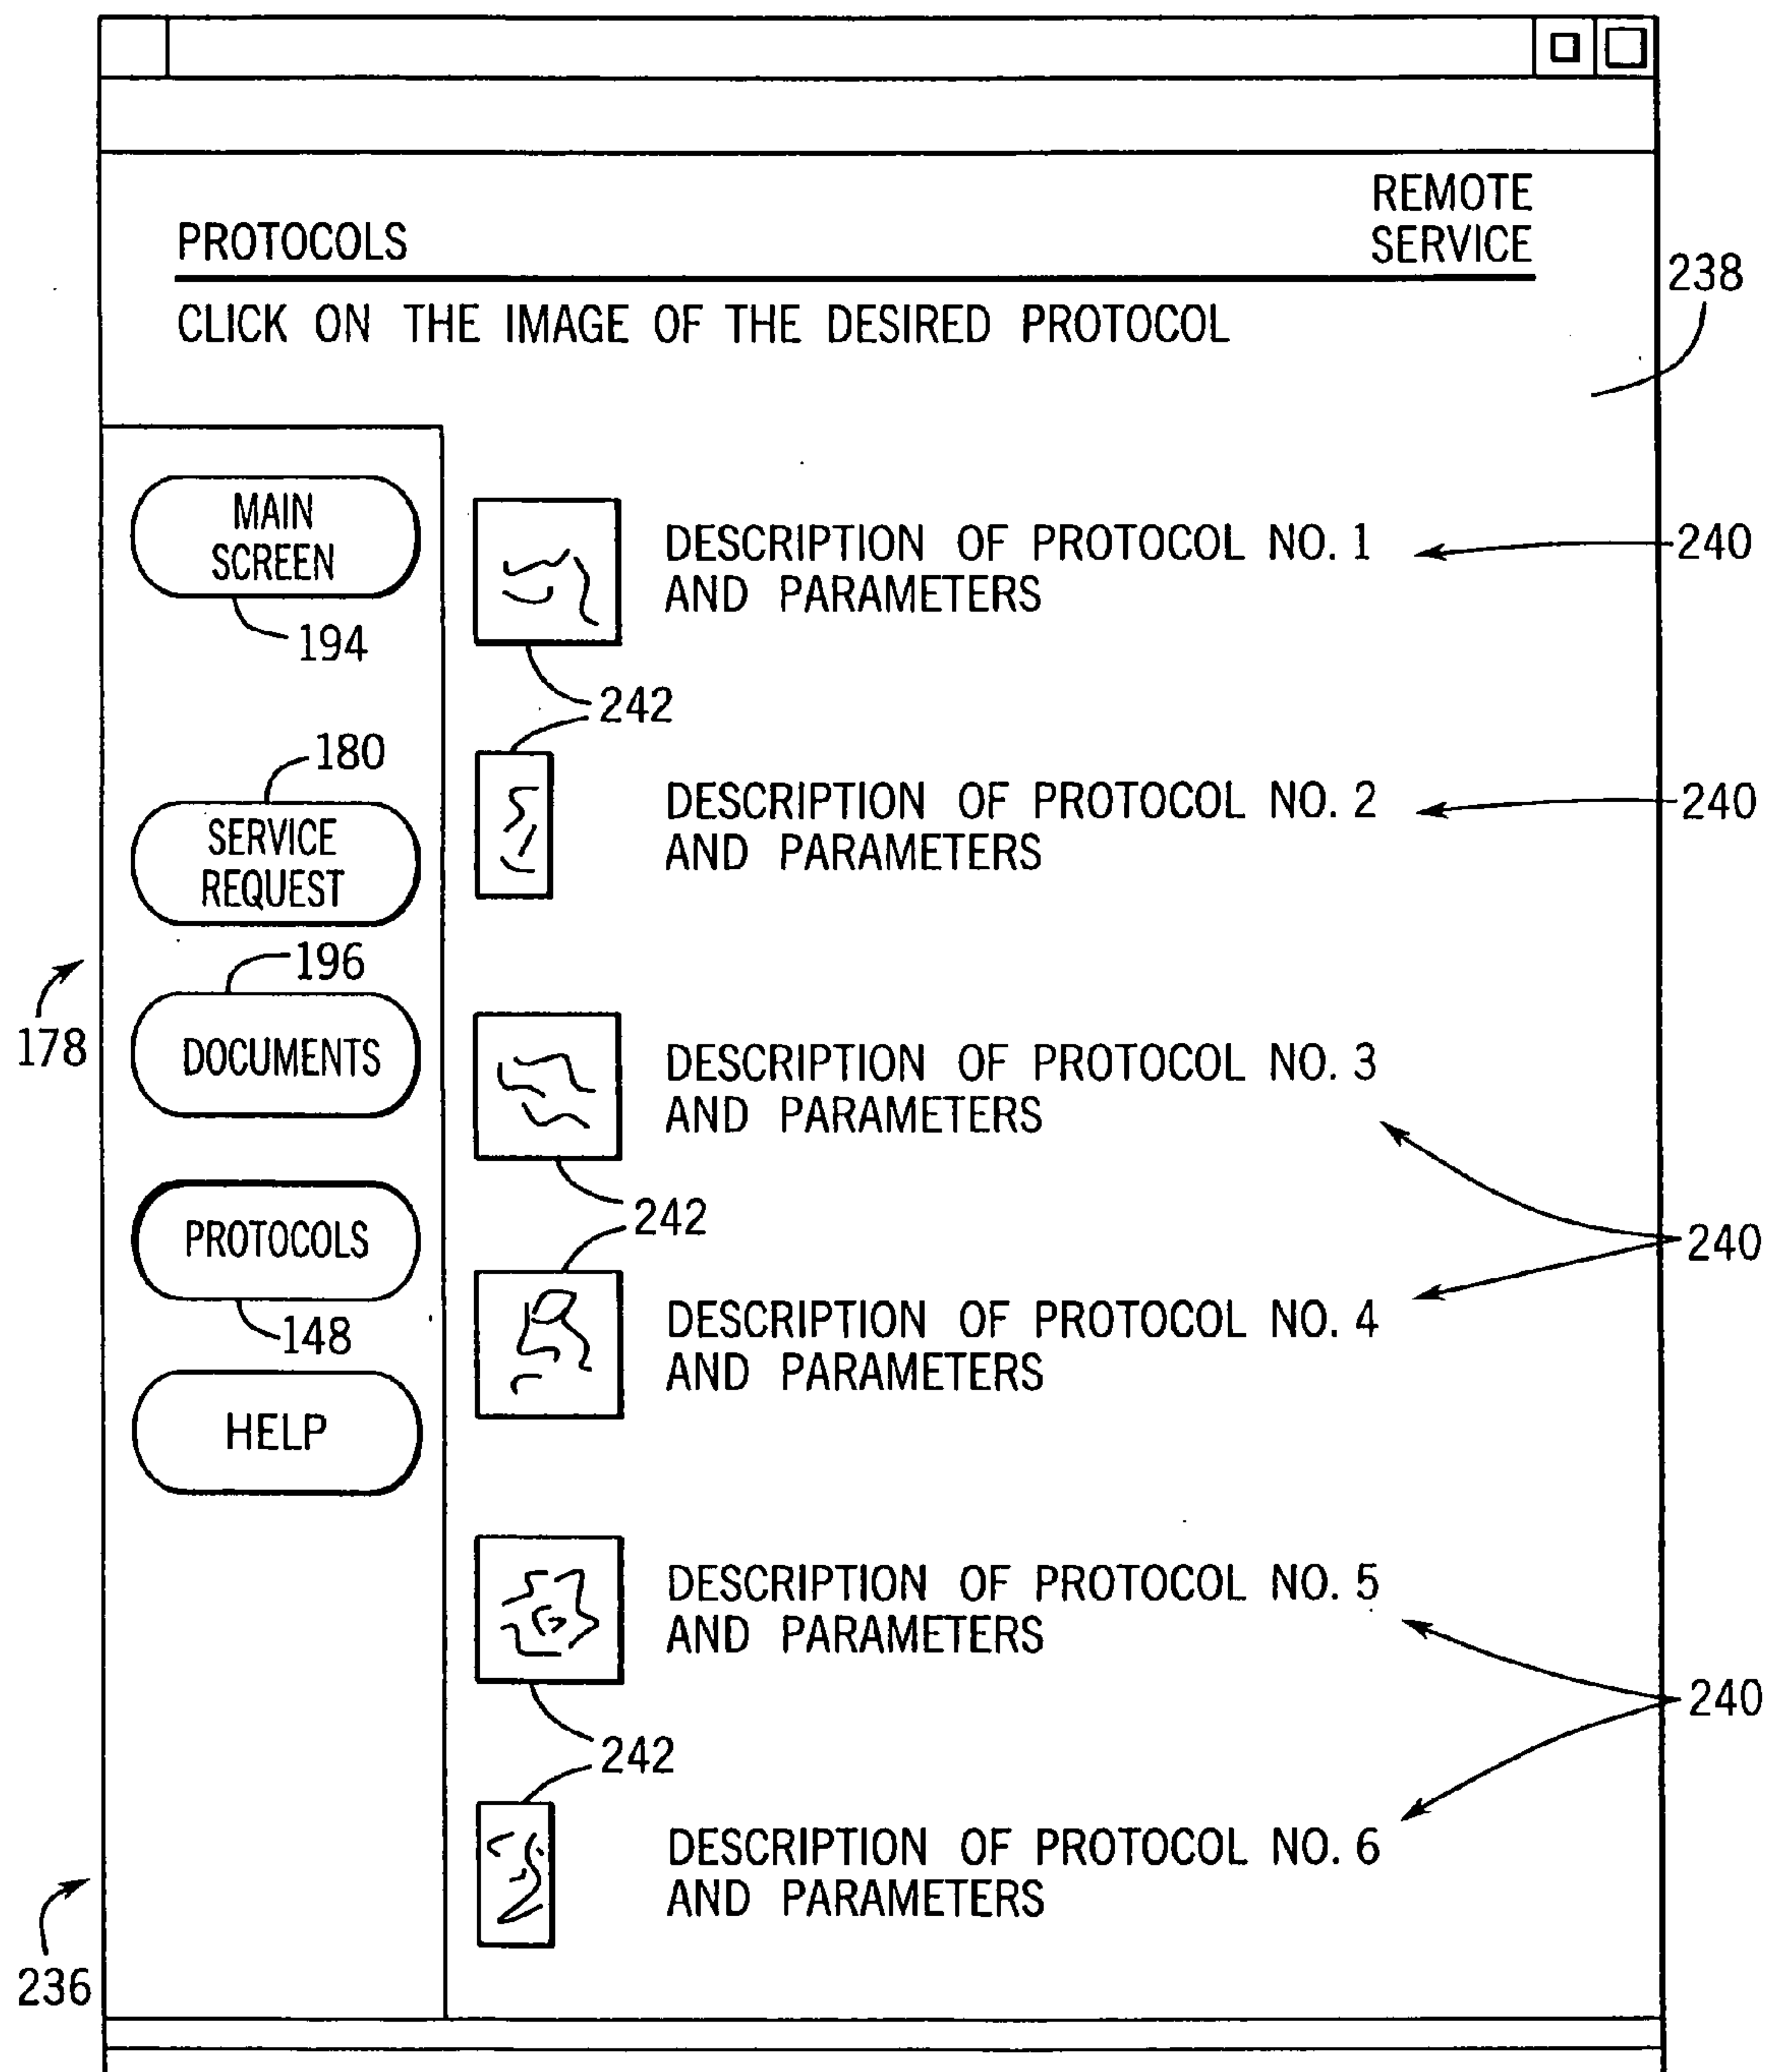 REMOTE
SERVICE
PROTOCOLS
CLICK ON THE IMAGE OF THE DESIRED PROTOCOL
238
MAIN
SCREEN
194
DESCRIPTION OF PROTOCOL NO. 1
AND PARAMETERS
240
242
180
SERVICE
REQUEST
DESCRIPTION OF PROTOCOL NO. 2
AND PARAMETERS
240
196
178
DOCUMENTS
DESCRIPTION OF PROTOCOL NO. 3
AND PARAMETERS
242
240
PROTOCOLS
148
DESCRIPTION OF PROTOCOL NO. 4
AND PARAMETERS
HELP
DESCRIPTION OF PROTOCOL NO. 5
AND PARAMETERS
240
242
DESCRIPTION OF PROTOCOL NO. 6
AND PARAMETERS
236